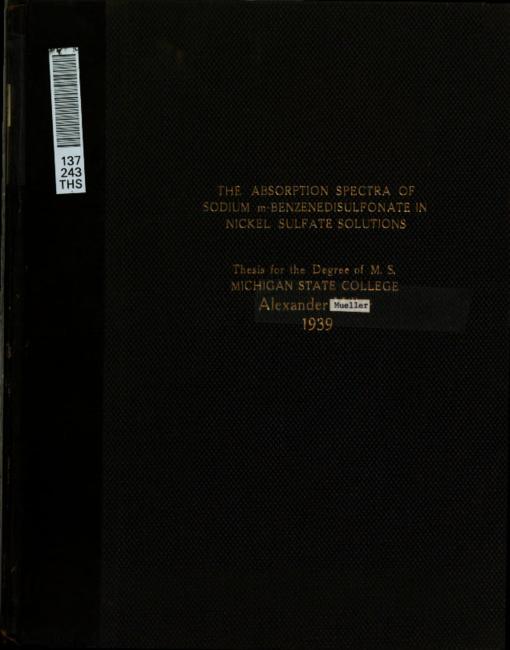 137
243
THS
THE ABSORPTION SPECTRA OF
SODIUM m-BENZENEDISULFONATE IN
NICKEL SULFATE SOLUTIONS
Thesis for the Degree of M. S.
MICHIGAN STATE COLLEGE
Alexander Mueller
1939